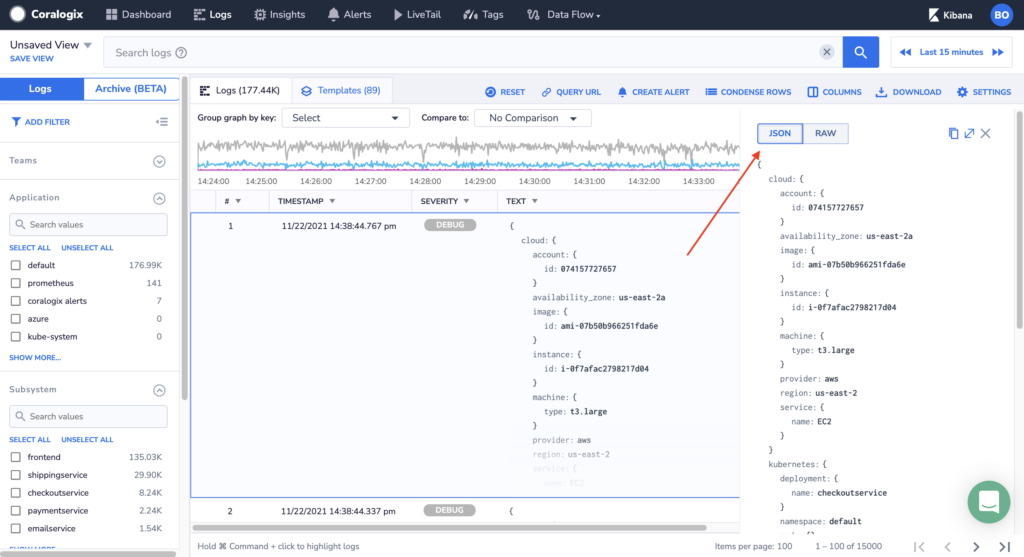 Coralogix Dashboard Logs Insights Alerts LiveTail Tags Data Flow Kibana BO
Unsaved View
SAVE VIEW
Search logs
Last 15 minutes
Logs Archive (BETA)
ADD FILTER
Teams
Application
Search values
SELECT ALL UNSELECT ALL
default 176.99K
prometheus 141
coralogix alerts 7
azure 0
kube-system 0
SHOW MORE...
Subsystem
Search values
SELECT ALL UNSELECT ALL
frontend 135.03K
shippingservice 29.90K
checkoutservice 8.24K
paymentservice 2.24K
emailservice 1.54K
SHOW MORE...
Logs (177.44K) Templates (89)
RESET QUERY URL CREATE ALERT CONDENSE ROWS COLUMNS DOWNLOAD SETTINGS
Group graph by key: Select Compare to: No Comparison
14:24:00 14:25:00 14:26:00 14:27:00 14:28:00 14:29:00 14:30:00 14:31:00 14:32:00 14:33:00
# TIMESTAMP SEVERITY TEXT
1 11/22/2021 14:38:44.767 pm DEBUG {
cloud: {
account: {
id: 074157727657
}
availability_zone: us-east-2a
image: {
id: ami-07b50b966251fda6e
}
instance: {
id: i-0f7afac2798217d04
}
machine: {
type: t3.large
}
provider: aws
region: us-east-2
service: {
name: EC2
2 11/22/2021 14:38:44.337 pm DEBUG {
JSON RAW
{
cloud: {
account: {
id: 074157727657
}
availability_zone: us-east-2a
image: {
id: ami-07b50b966251fda6e
}
instance: {
id: i-0f7afac2798217d04
}
machine: {
type: t3.large
}
provider: aws
region: us-east-2
service: {
name: EC2
}
}
kubernetes: {
deployment: {
name: checkoutservice
}
namespace: default
Hold ⌘ Command + click to highlight logs
Items per page: 100 1 – 100 of 15000